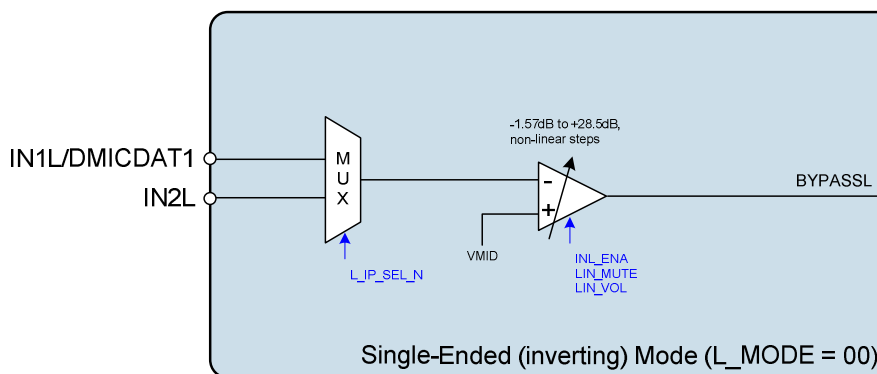 -1.57dB to +28.5dB,
non-linear steps
IN1L/DMICDAT1
IN2L
M
U
X
-
+
BYPASSL
VMID
L_IP_SEL_N
INL_ENA
LIN_MUTE
LIN_VOL
Single-Ended (inverting) Mode (L_MODE = 00)